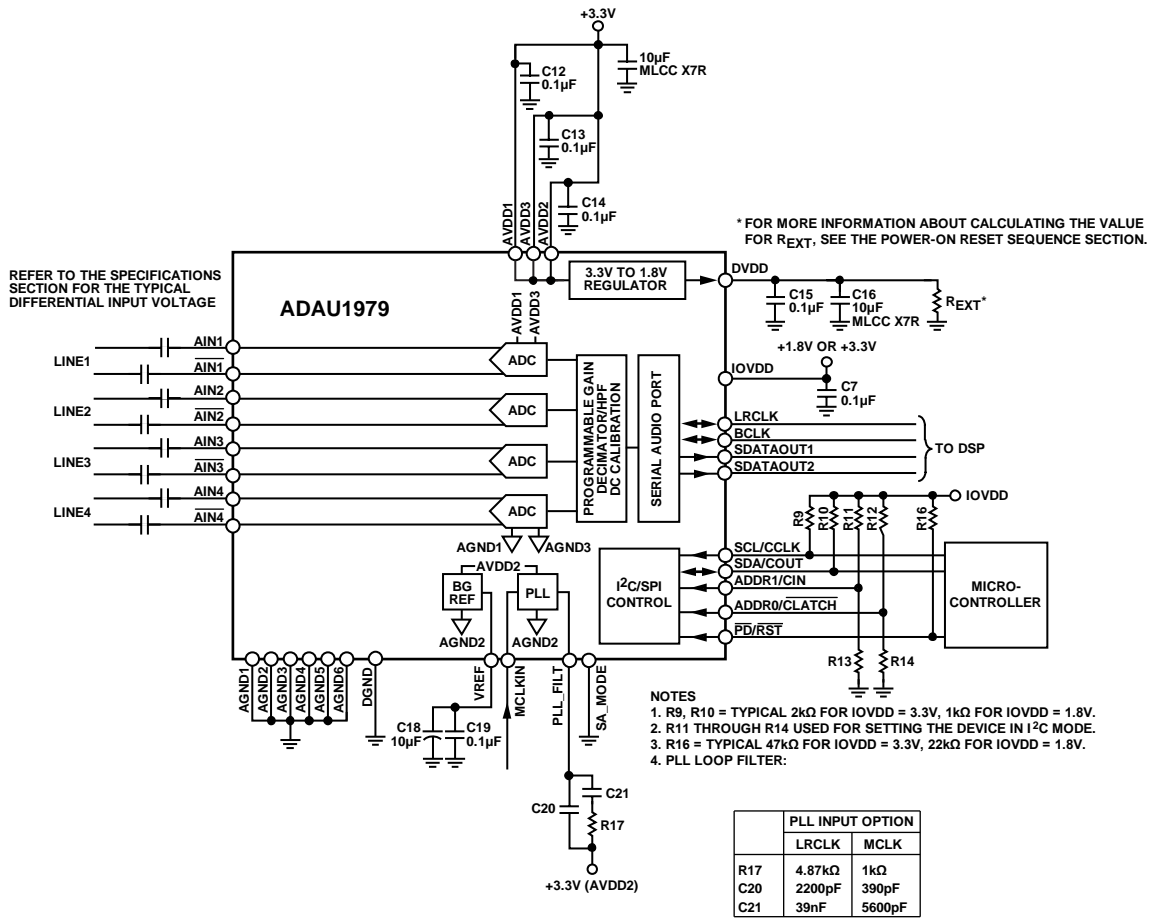 +3.3V
C12
0.1µF
10µF
MLCC X7R
C13
0.1µF
C14
0.1µF
AVDD1
AVDD3
AVDD2
* FOR MORE INFORMATION ABOUT CALCULATING THE VALUE
FOR REXT, SEE THE POWER-ON RESET SEQUENCE SECTION.
REFER TO THE SPECIFICATIONS
SECTION FOR THE TYPICAL
DIFFERENTIAL INPUT VOLTAGE
ADAU1979
3.3V TO 1.8V
REGULATOR
DVDD
C15
0.1µF
C16
10µF
MLCC X7R
REXT*
AVDD1
AVDD3
+1.8V OR +3.3V
IOVDD
C7
0.1µF
LINE1
AIN1
AIN1
LINE2
AIN2
AIN2
LINE3
AIN3
AIN3
LINE4
AIN4
AIN4
ADC
ADC
ADC
ADC
PROGRAMMABLE GAIN
DECIMATOR/HPF
DC CALIBRATION
SERIAL AUDIO PORT
LRCLK
BCLK
SDATAOUT1
SDATAOUT2
TO DSP
AGND1
AGND3
IOVDD
R9
R10
R11
R12
R16
I2C/SPI
CONTROL
SCL/CCLK
SDA/COUT
ADDR1/CIN
ADDR0/CLATCH
PD/RST
MICRO-
CONTROLLER
R13
R14
AVDD2
BG
REF
PLL
AGND2
AGND2
AGND1
AGND2
AGND3
AGND4
AGND5
AGND6
DGND
VREF
MCLKIN
PLL_FILT
SA_MODE
C18
10µF
C19
0.1µF
C20
C21
R17
+3.3V (AVDD2)
NOTES
1. R9, R10 = TYPICAL 2kΩ FOR IOVDD = 3.3V, 1kΩ FOR IOVDD = 1.8V.
2. R11 THROUGH R14 USED FOR SETTING THE DEVICE IN I2C MODE.
3. R16 = TYPICAL 47kΩ FOR IOVDD = 3.3V, 22kΩ FOR IOVDD = 1.8V.
4. PLL LOOP FILTER:
PLL INPUT OPTION
LRCLK MCLK
R17 4.87kΩ 1kΩ
C20 2200pF 390pF
C21 39nF 5600pF